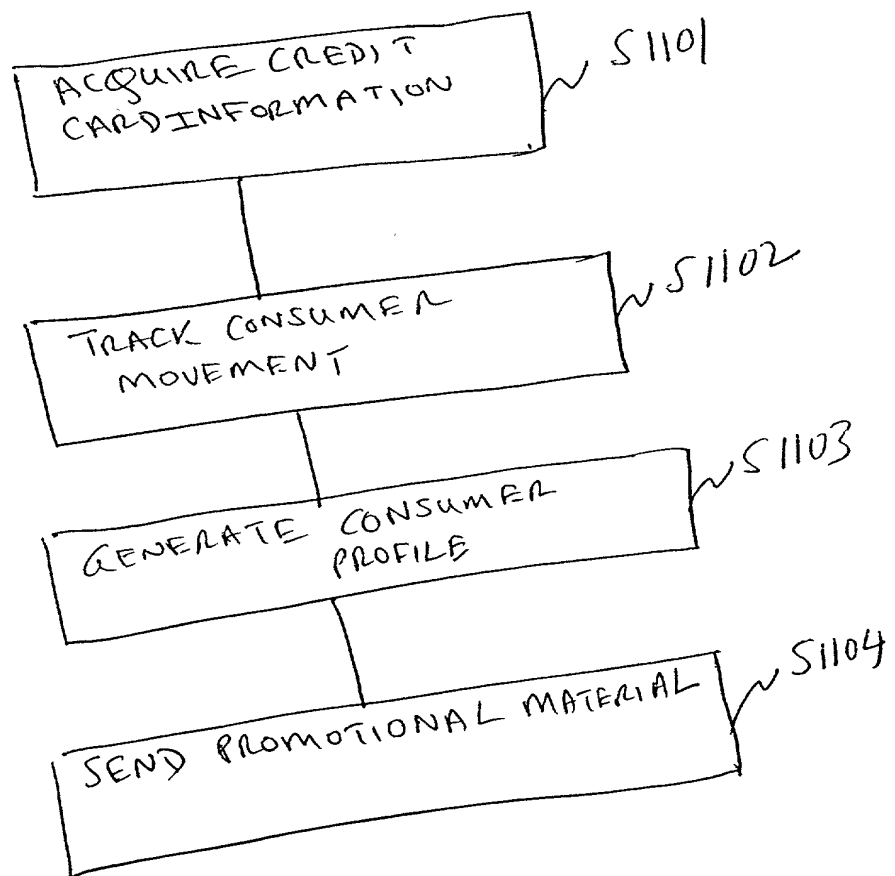 ACQUIRE CREDIT
CARD INFORMATION
S1101
TRACK CONSUMER
MOVEMENT
S1102
GENERATE CONSUMER
PROFILE
S1103
SEND PROMOTIONAL MATERIAL
S1104